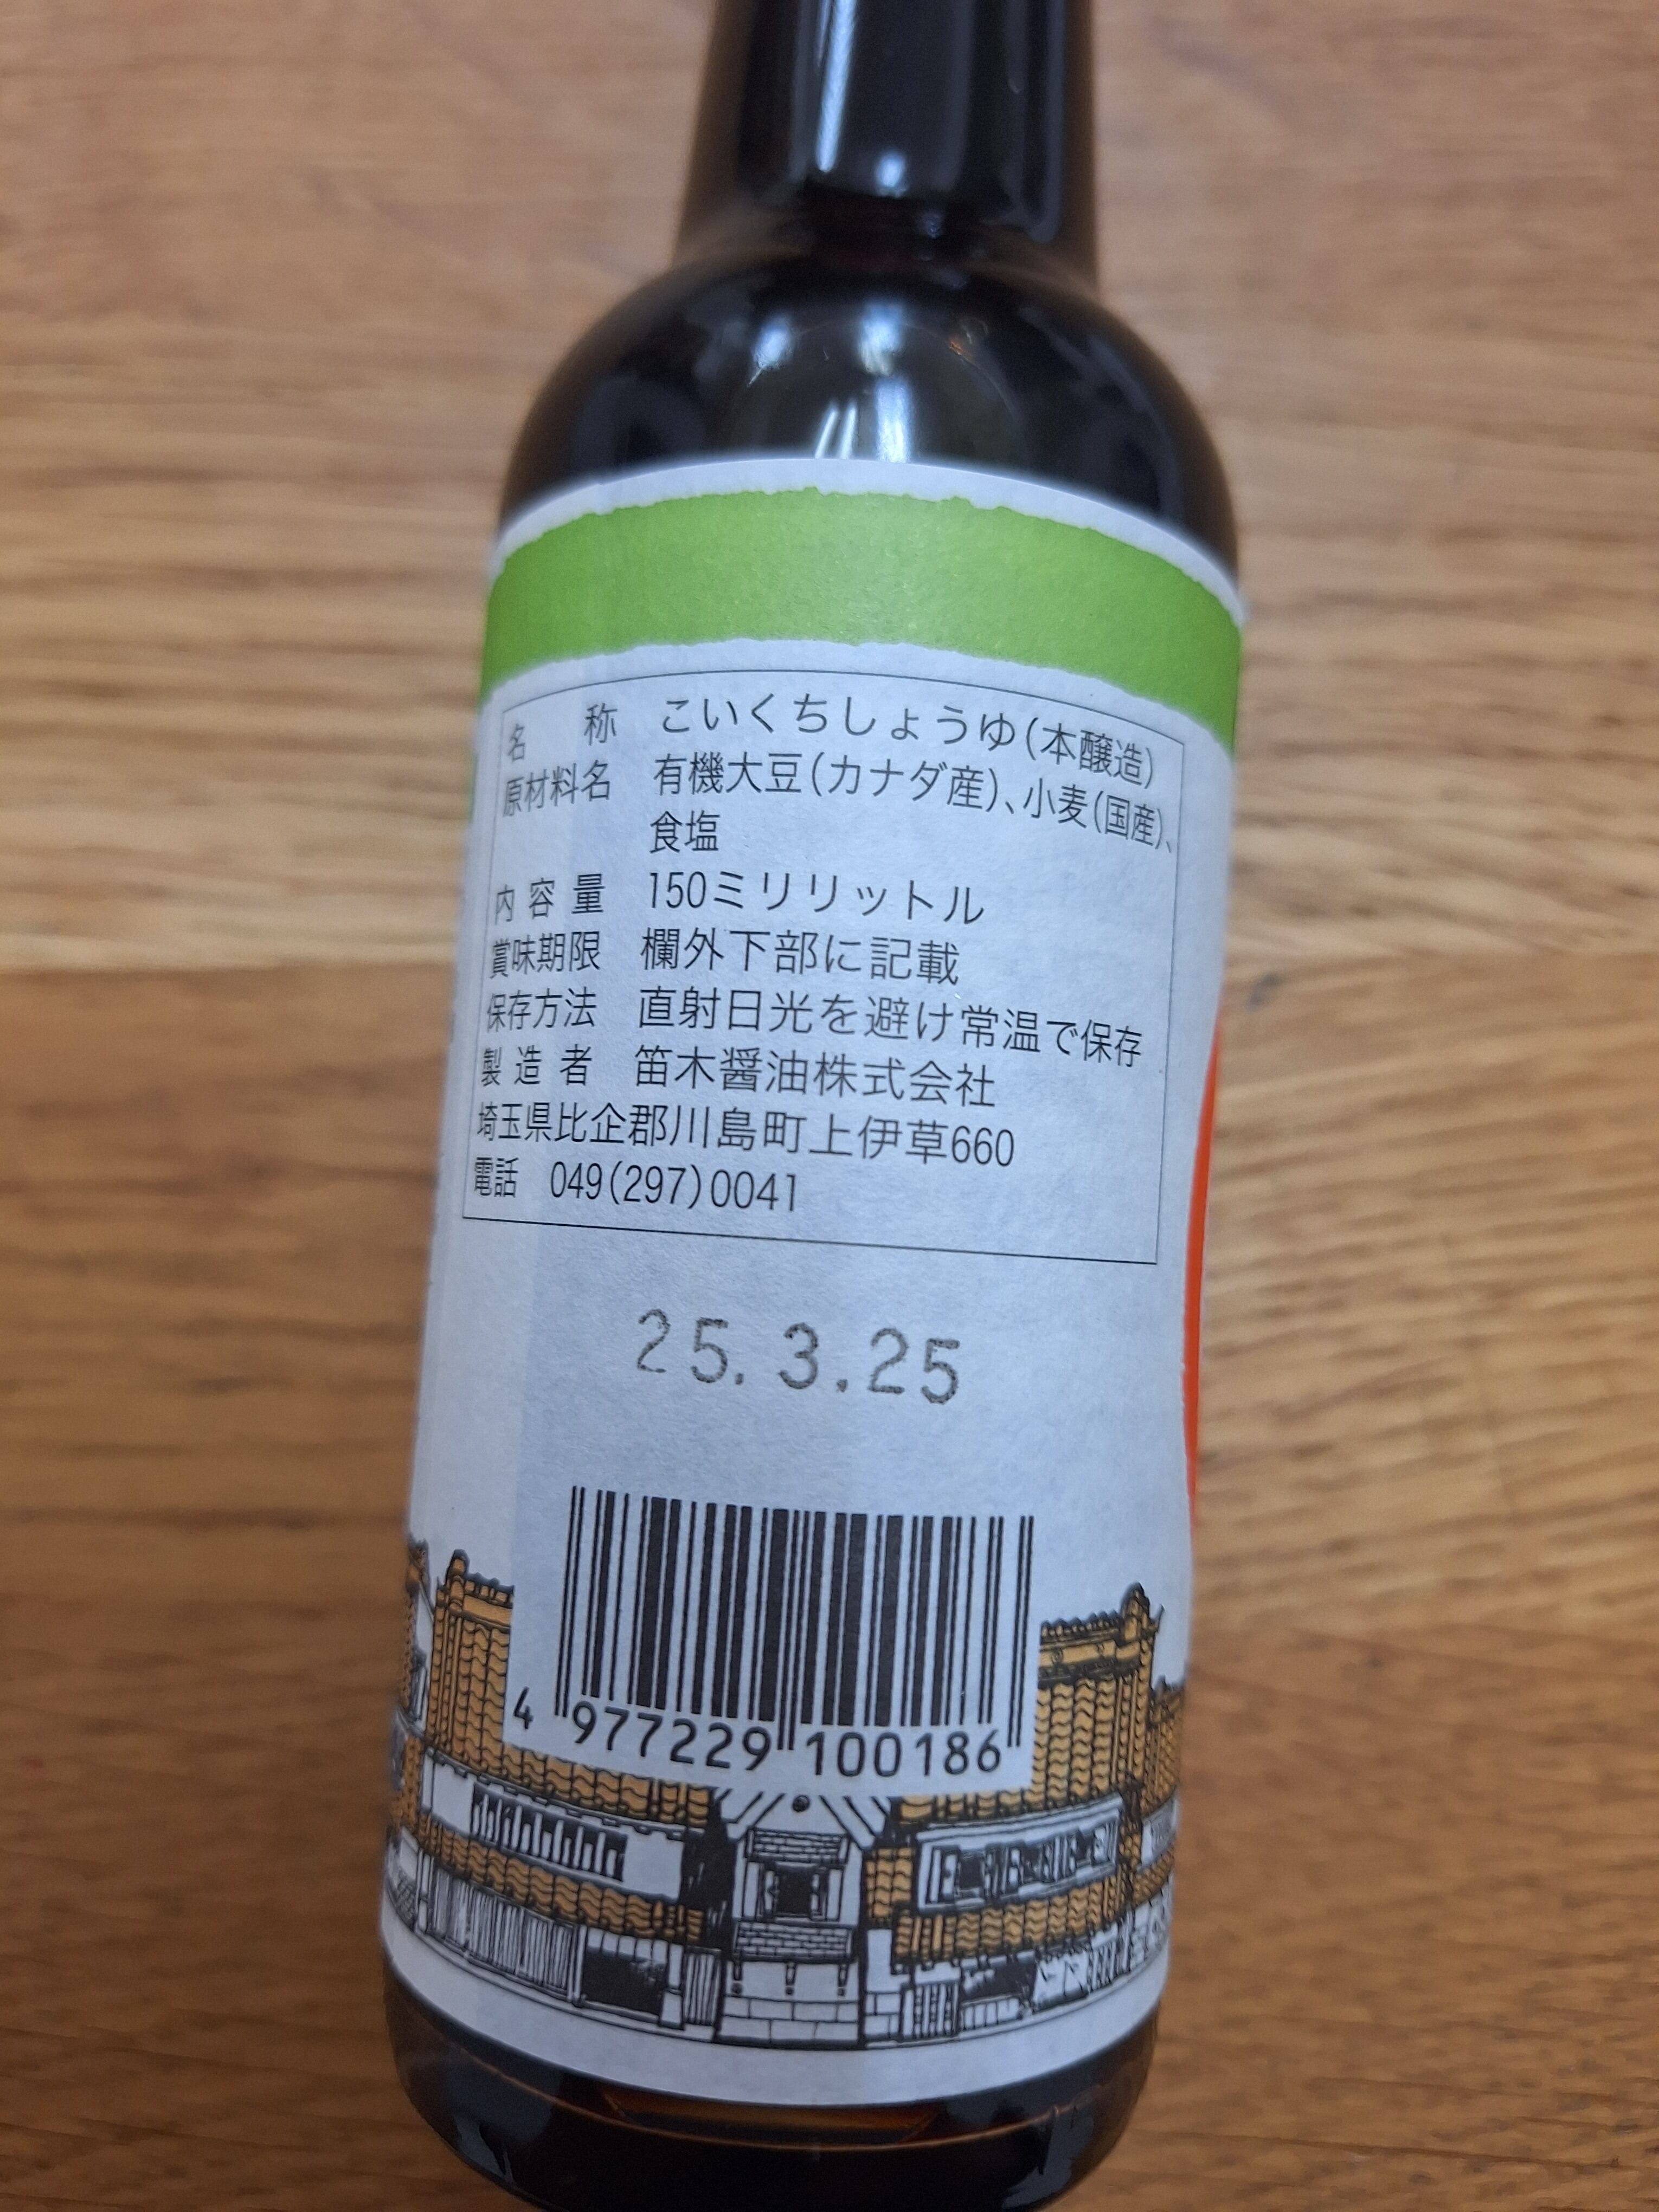 名称 こいくちしょうゆ(本醸造)
原材料名 有機大豆(カナダ産)、小麦(国産)、
食塩
内容量 150ミリリットル
賞味期限 欄外下部に記載
保存方法 直射日光を避け常温で保存
製造者 笛木醤油株式会社
埼玉県比企郡川島町上伊草660
電話 049(297)0041
25.3.25
4 977229 100186